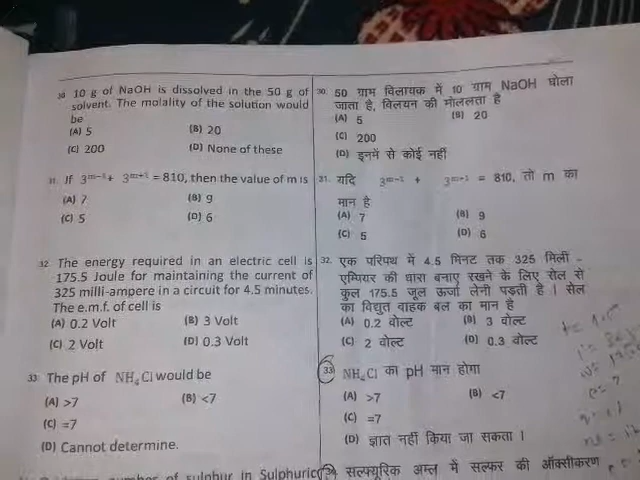 30. 10 g of NaOH is dissolved in the 50 g of
solvent. The molality of the solution would
be
(A) 5 (B) 20
(C) 200 (D) None of these
31. If 3ᵐ⁻¹ + 3ᵐ⁺¹ = 810, then the value of m is
(A) 7 (B) 9
(C) 5 (D) 6
32. The energy required in an electric cell is
175.5 Joule for maintaining the current of
325 milli-ampere in a circuit for 4.5 minutes.
The e.m.f. of cell is
(A) 0.2 Volt (B) 3 Volt
(C) 2 Volt (D) 0.3 Volt
33. The pH of NH₄Cl would be
(A) >7 (B) <7
(C) =7
(D) Cannot determine.
number of sulphur in Sulphuric
30. 50 ग्राम विलायक में 10 ग्राम NaOH घोला
जाता है, विलयन की मोललता है
(A) 5 (B) 20
(C) 200
(D) इनमें से कोई नहीं
31. यदि 3ᵐ⁻¹ + 3ᵐ⁺¹ = 810, तो m का
मान है
(A) 7 (B) 9
(C) 5 (D) 6
32. एक परिपथ में 4.5 मिनट तक 325 मिली -
एम्पियर की धारा बनाए रखने के लिए सेल से
कुल 175.5 जूल ऊर्जा लेनी पड़ती है । सेल
का विद्युत वाहक बल का मान है
(A) 0.2 वोल्ट (B) 3 वोल्ट
(C) 2 वोल्ट (D) 0.3 वोल्ट
33. NH₄Cl का pH मान होगा
(A) >7 (B) <7
(C) =7
(D) ज्ञात नहीं किया जा सकता ।
सल्फ्यूरिक अम्ल में सल्फर की ऑक्सीकरण